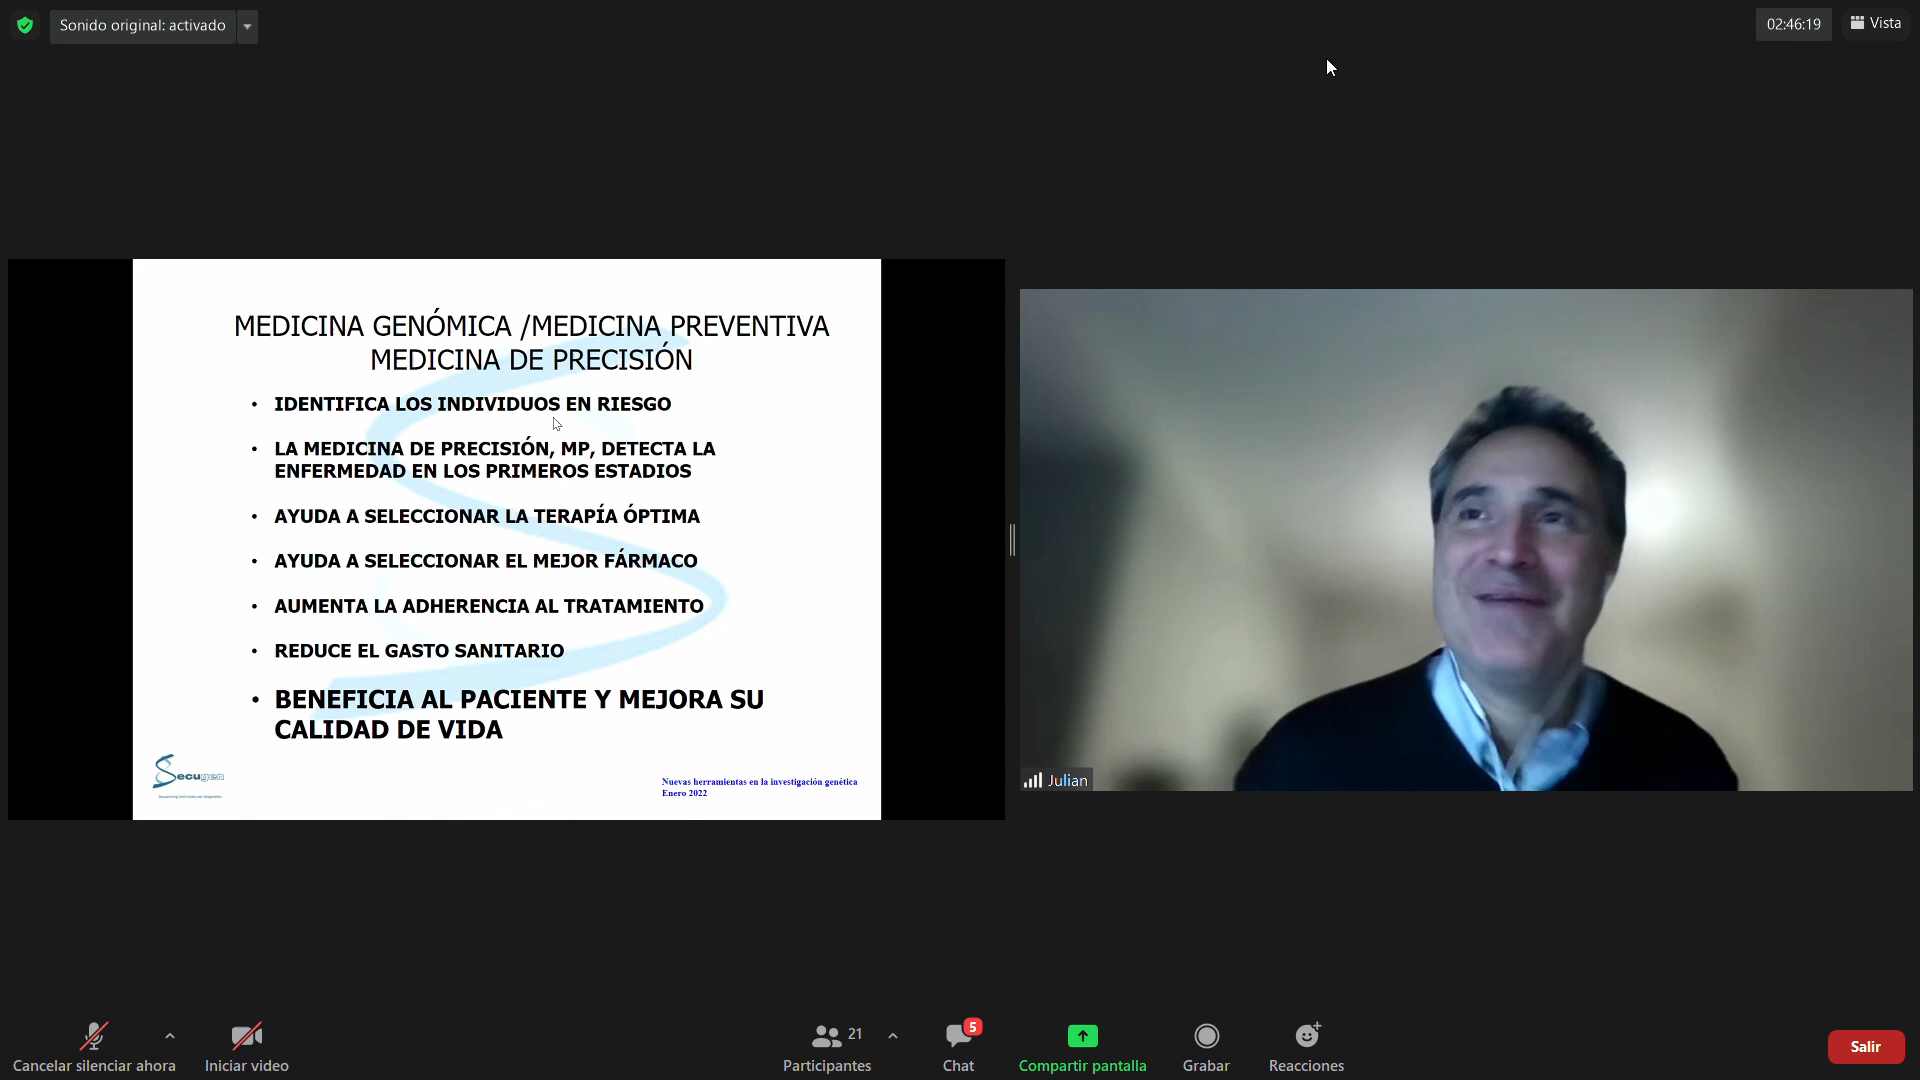 Sonido original: activado
02:46:19
Vista
MEDICINA GENÓMICA /MEDICINA PREVENTIVA
MEDICINA DE PRECISIÓN
• IDENTIFICA LOS INDIVIDUOS EN RIESGO
• LA MEDICINA DE PRECISIÓN, MP, DETECTA LA
ENFERMEDAD EN LOS PRIMEROS ESTADIOS
• AYUDA A SELECCIONAR LA TERAPÍA ÓPTIMA
• AYUDA A SELECCIONAR EL MEJOR FÁRMACO
• AUMENTA LA ADHERENCIA AL TRATAMIENTO
• REDUCE EL GASTO SANITARIO
• BENEFICIA AL PACIENTE Y MEJORA SU
CALIDAD DE VIDA
Secugen
Nuevas herramientas en la investigación genética
Enero 2022
Julian
Cancelar silenciar ahora
Iniciar video
21
Participantes
5
Chat
Compartir pantalla
Grabar
Reacciones
Salir